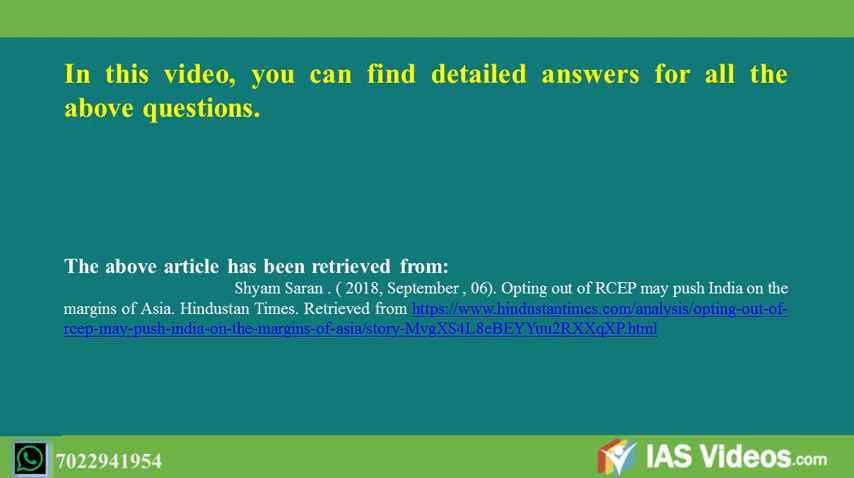 In this video, you can find detailed answers for all the
above questions.
The above article has been retrieved from:
Shyam Saran . ( 2018, September , 06). Opting out of RCEP may push India on the
margins of Asia. Hindustan Times. Retrieved from https://www.hindustantimes.com/analysis/opting-out-of-
rcep-may-push-india-on-the-margins-of-asia/story-MvgXS4L8eBEYYuu2RXXqXP.html
7022941954
IAS Videos.com